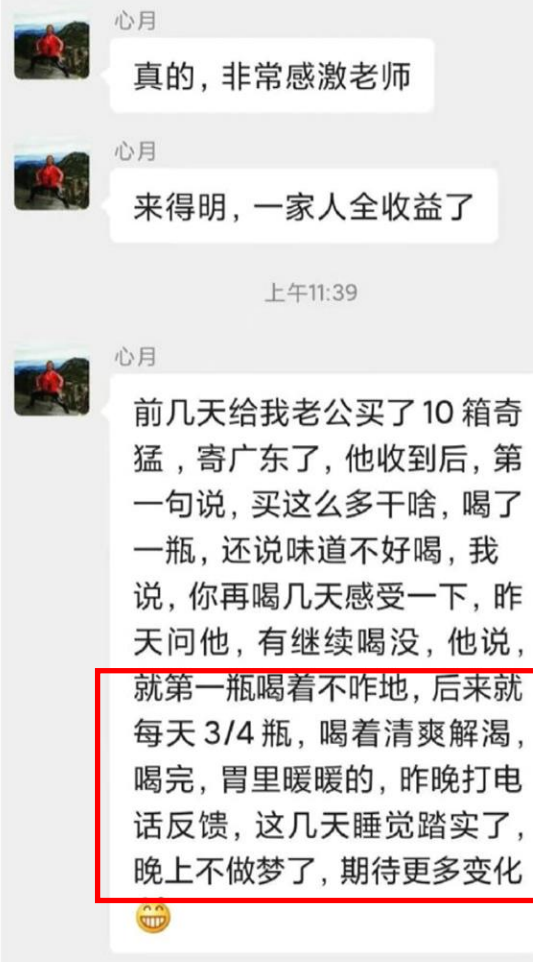 心月
真的，非常感激老师
心月
来得明，一家人全收益了
上午11:39
心月
前几天给我老公买了10箱奇
猛，寄广东了，他收到后，第
一句说，买这么多干啥，喝了
一瓶，还说味道不好喝，我
说，你再喝几天感受一下，昨
天问他，有继续喝没，他说，
就第一瓶喝着不咋地，后来就
每天3/4瓶，喝着清爽解渴，
喝完，胃里暖暖的，昨晚打电
话反馈，这几天睡觉踏实了，
晚上不做梦了，期待更多变化
😁